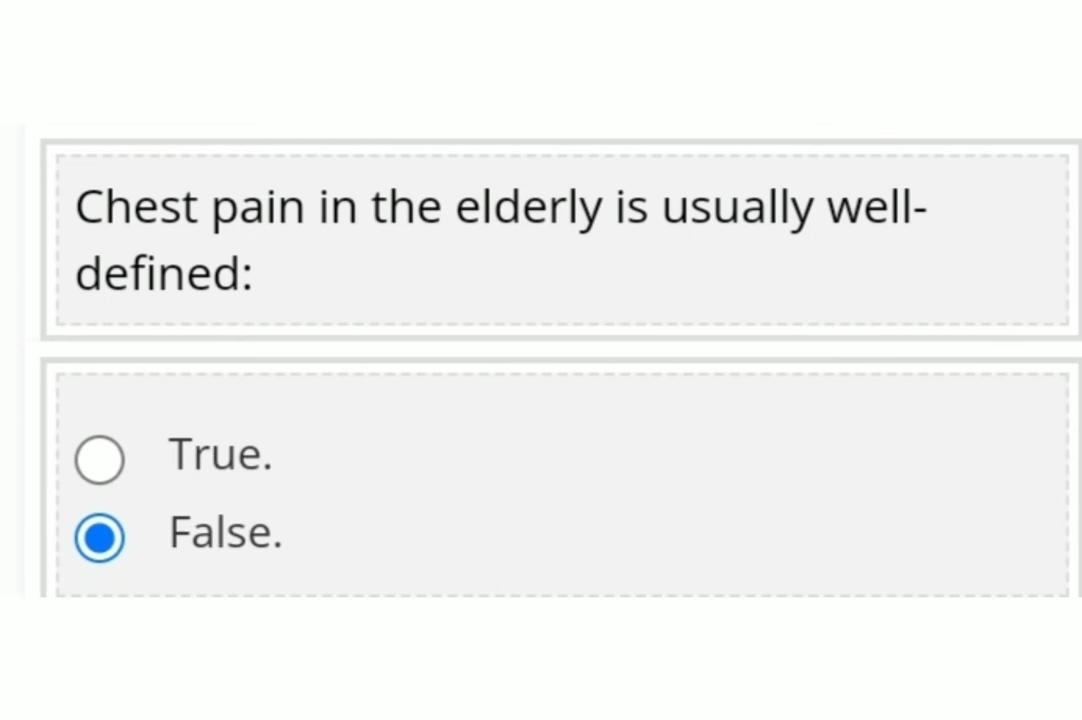 Chest pain in the elderly is usually well-
defined:
True.
False.